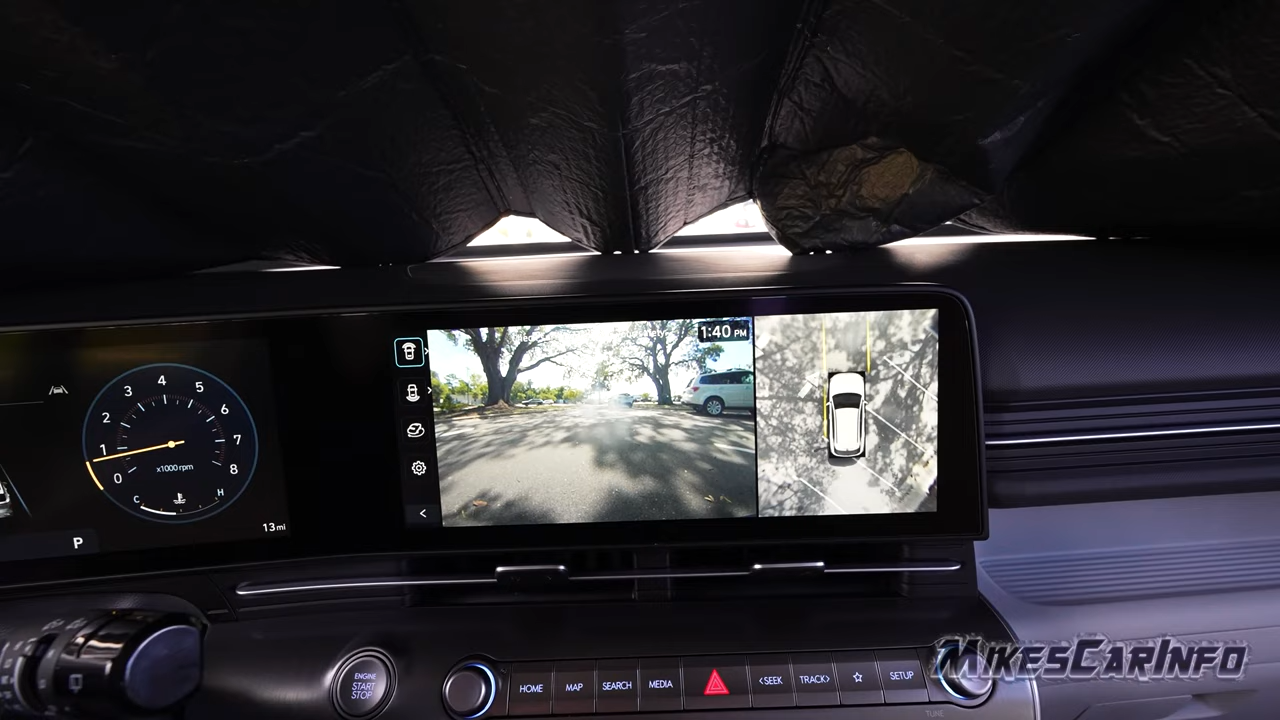 1:40 PM
0 1 2 3 4 5 6 7 8
x1000 rpm
C H
13 mi
P
ENGINE
START
STOP
HOME MAP SEARCH MEDIA <SEEK TRACK> SETUP
TUNE
MIKESCARINFO